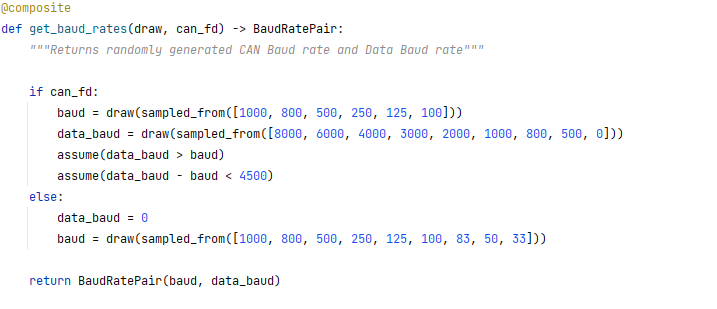 @composite
def get_baud_rates(draw, can_fd) -> BaudRatePair:
    """Returns randomly generated CAN Baud rate and Data Baud rate"""

    if can_fd:
        baud = draw(sampled_from([1000, 800, 500, 250, 125, 100]))
        data_baud = draw(sampled_from([8000, 6000, 4000, 3000, 2000, 1000, 800, 500, 0]))
        assume(data_baud > baud)
        assume(data_baud - baud < 4500)
    else:
        data_baud = 0
        baud = draw(sampled_from([1000, 800, 500, 250, 125, 100, 83, 50, 33]))

    return BaudRatePair(baud, data_baud)